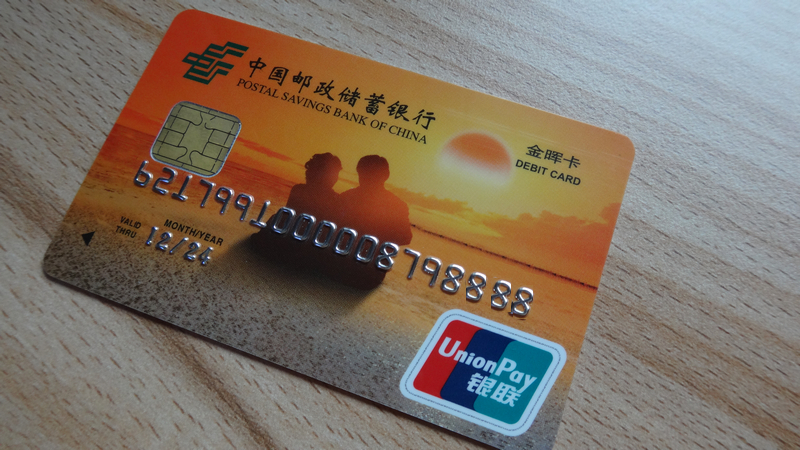 中国邮政储蓄银行
POSTAL SAVINGS BANK OF CHINA
金晖卡
DEBIT CARD
6217991000008798888
VALID THRU
MONTH/YEAR
12/24
UnionPay
银联